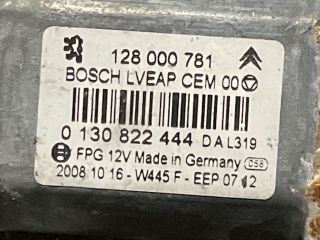 128 000 781
BOSCH LVEAP CEM 00
0 130 822 444 DAL319
FPG 12V Made in Germany C58
2008 10 16 - W445 F - EEP 07 12